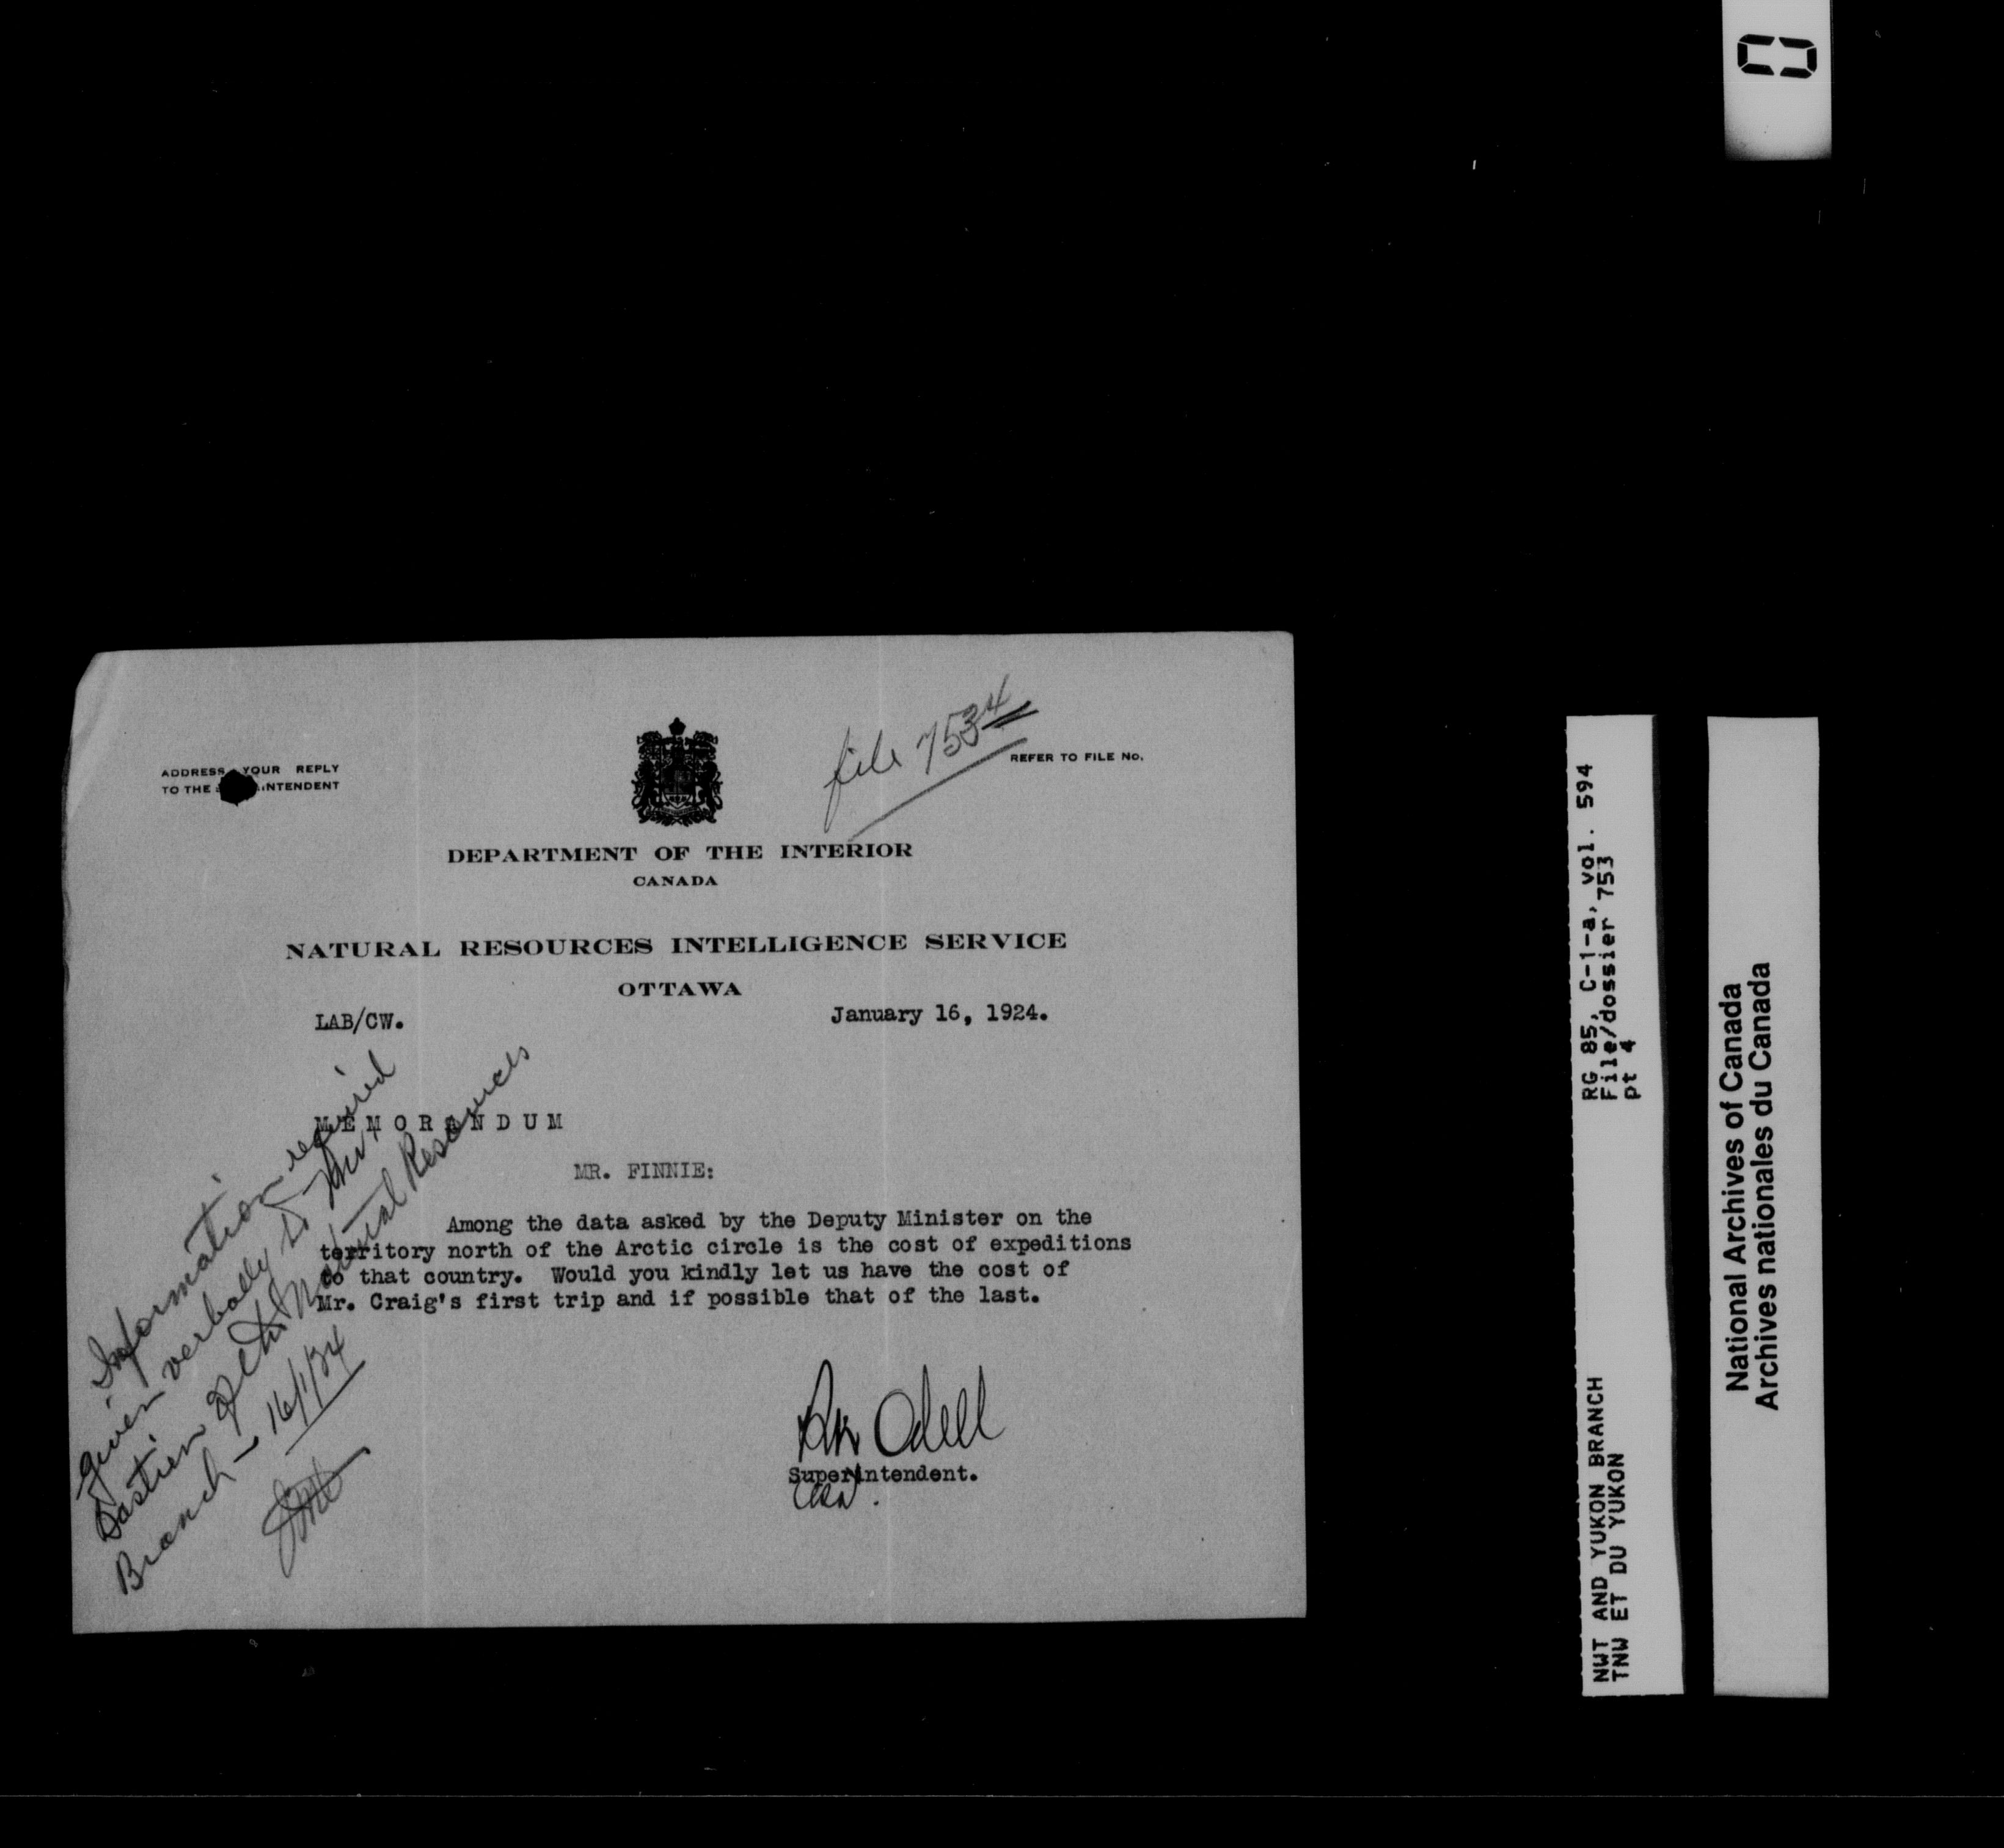 ADDRESS YOUR REPLY
TO THE INTENDENT
file 7534
REFER TO FILE No.
DEPARTMENT OF THE INTERIOR
CANADA
NATURAL RESOURCES INTELLIGENCE SERVICE
OTTAWA
LAB/CW.
January 16, 1924.
MEMORANDUM
MR. FINNIE:
Among the data asked by the Deputy Minister on the
territory north of the Arctic circle is the cost of expeditions
to that country. Would you kindly let us have the cost of
Mr. Craig's first trip and if possible that of the last.
Odell
Superintendent.
Information required
given verbally to
Bastien of the Natural Resources
Branch - 16/1/24
RG 85, C-1-a, vol. 594
File/dossier 753
pt 4
NWT AND YUKON BRANCH
TNW ET DU YUKON
National Archives of Canada
Archives nationales du Canada